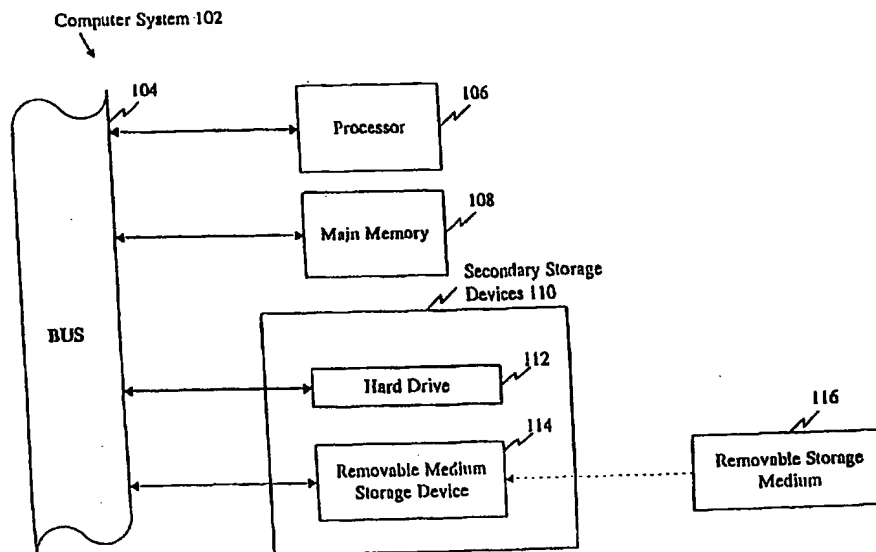 Computer System 102
104
106
Processor
108
Main Memory
Secondary Storage
Devices 110
BUS
112
Hard Drive
114
116
Removable Medium
Storage Device
Removable Storage
Medium